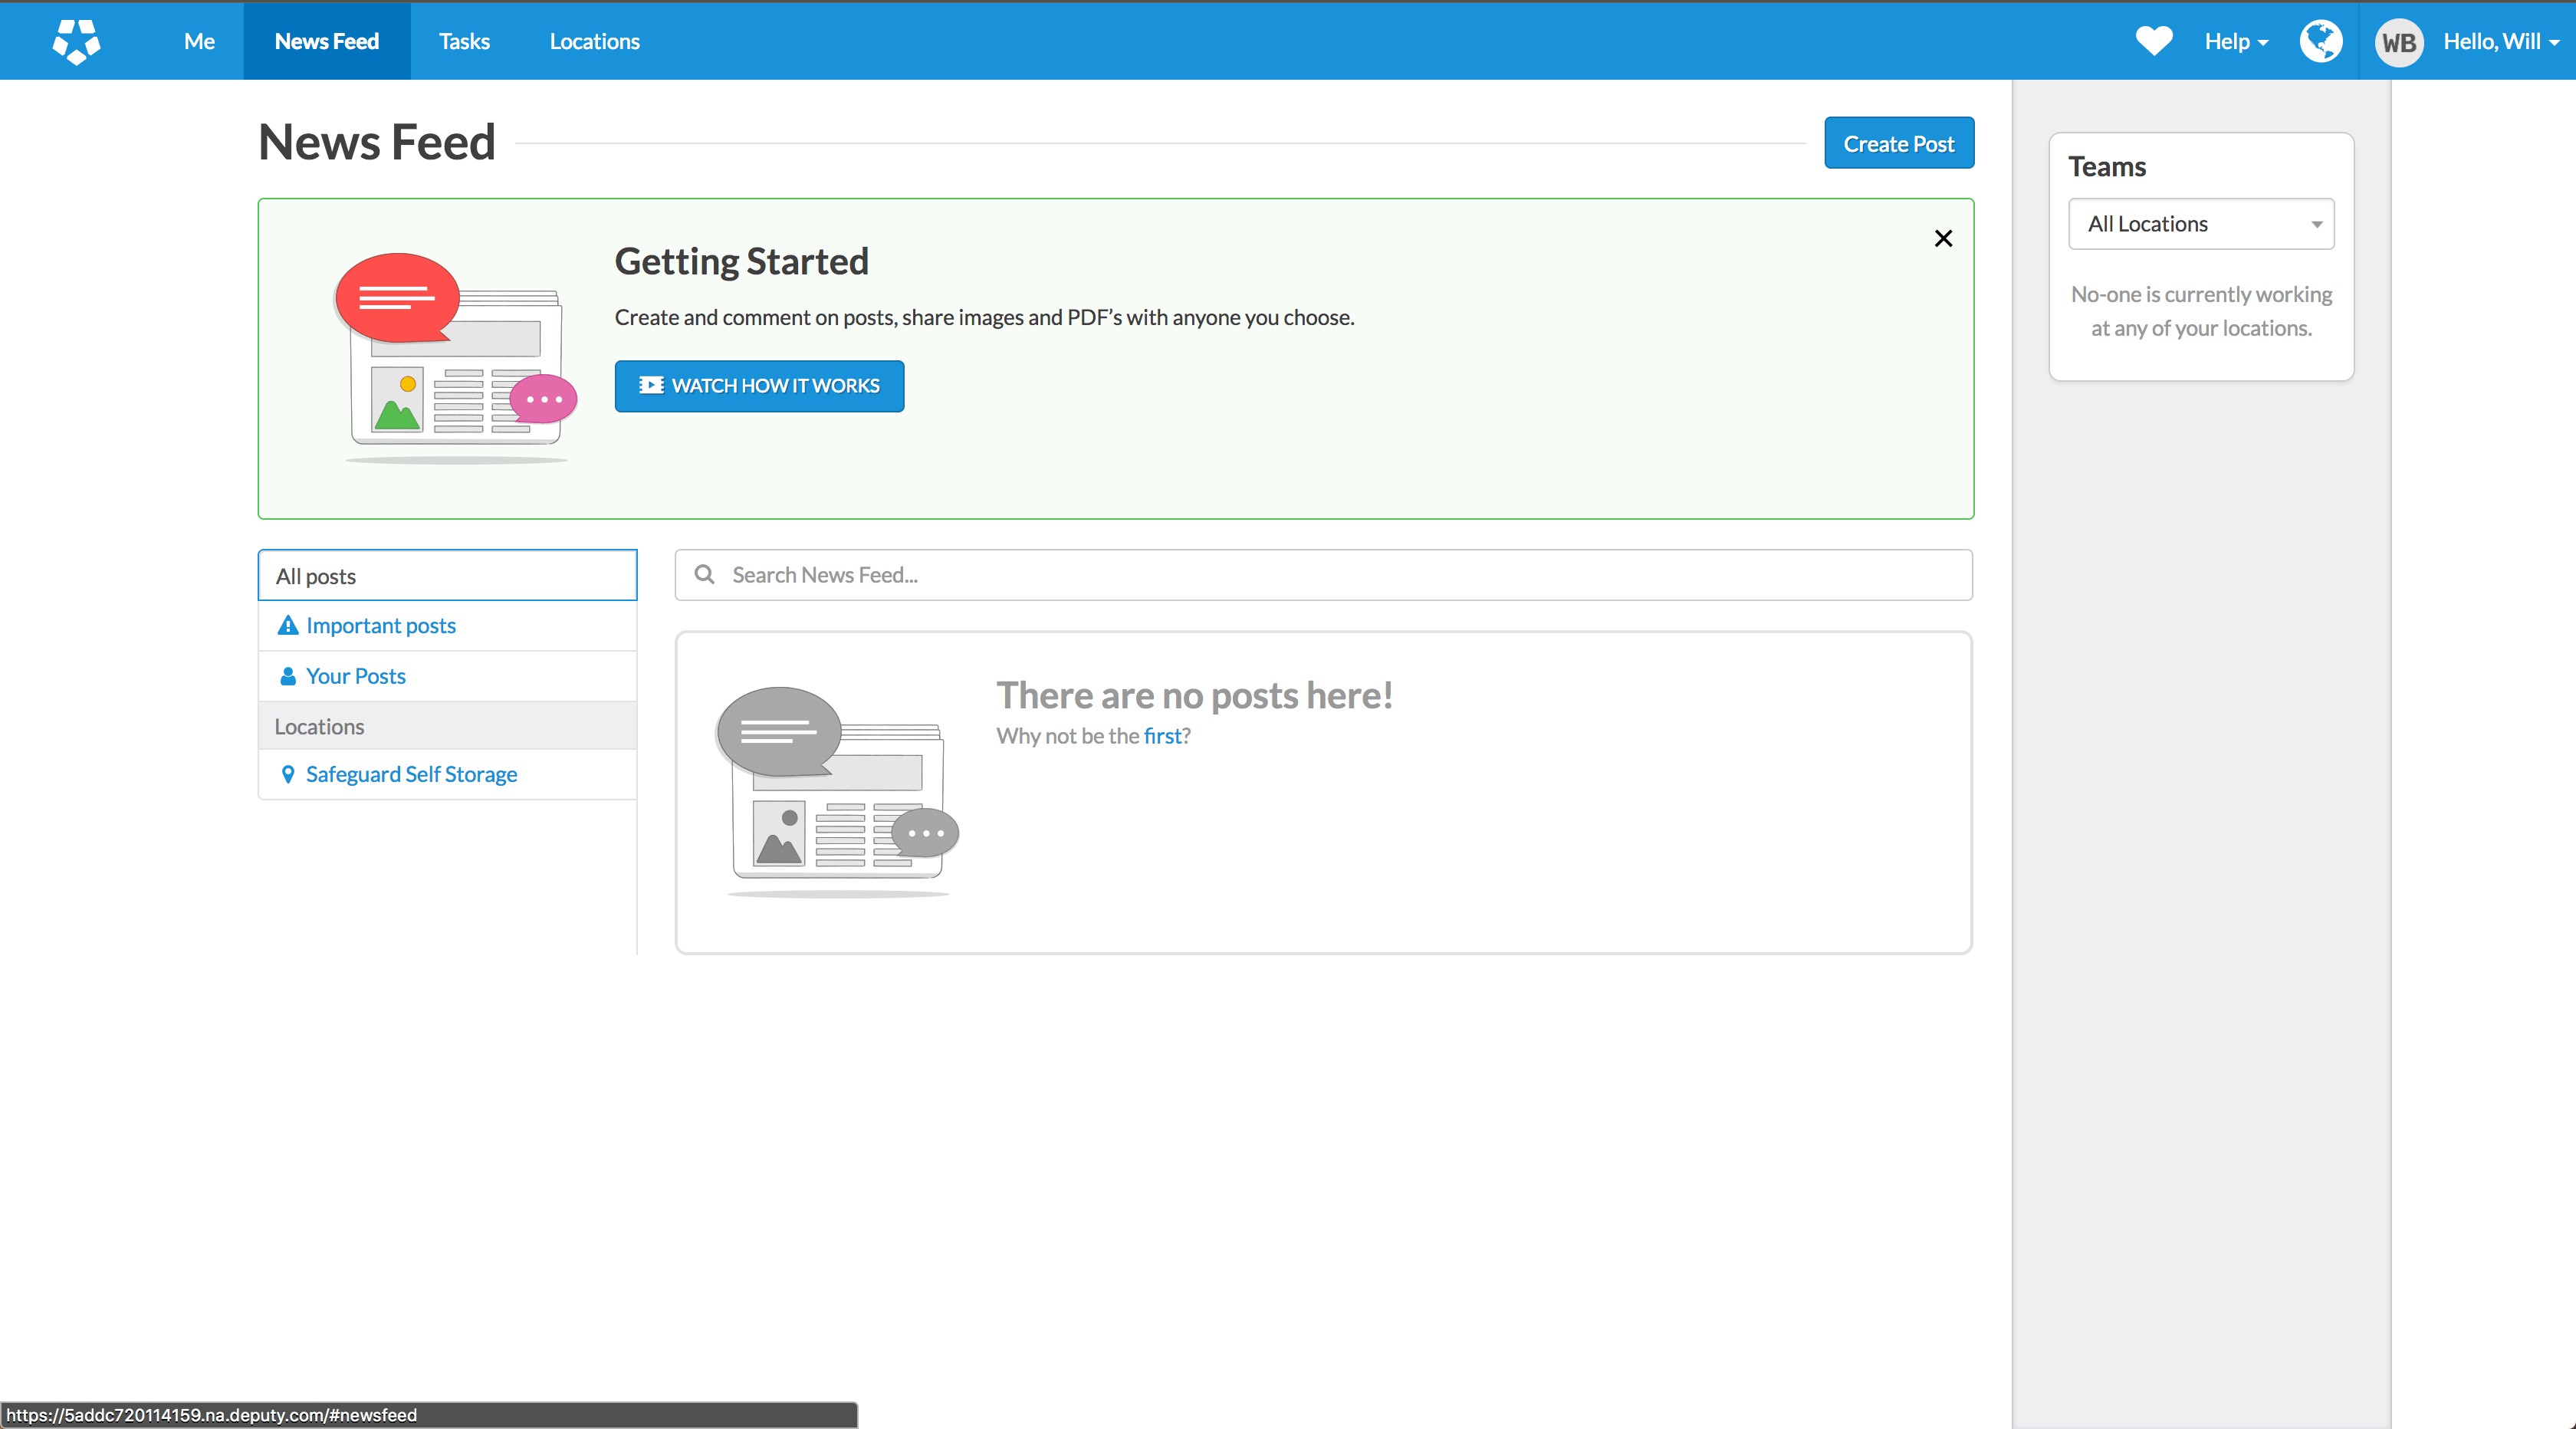 Me
News Feed
Tasks
Locations
Help
WB
Hello, Will
News Feed
Create Post
Getting Started
Create and comment on posts, share images and PDF’s with anyone you choose.
WATCH HOW IT WORKS
All posts
Important posts
Your Posts
Locations
Safeguard Self Storage
Search News Feed...
There are no posts here!
Why not be the first?
Teams
All Locations
No-one is currently working
at any of your locations.
https://5addc720114159.na.deputy.com/#newsfeed